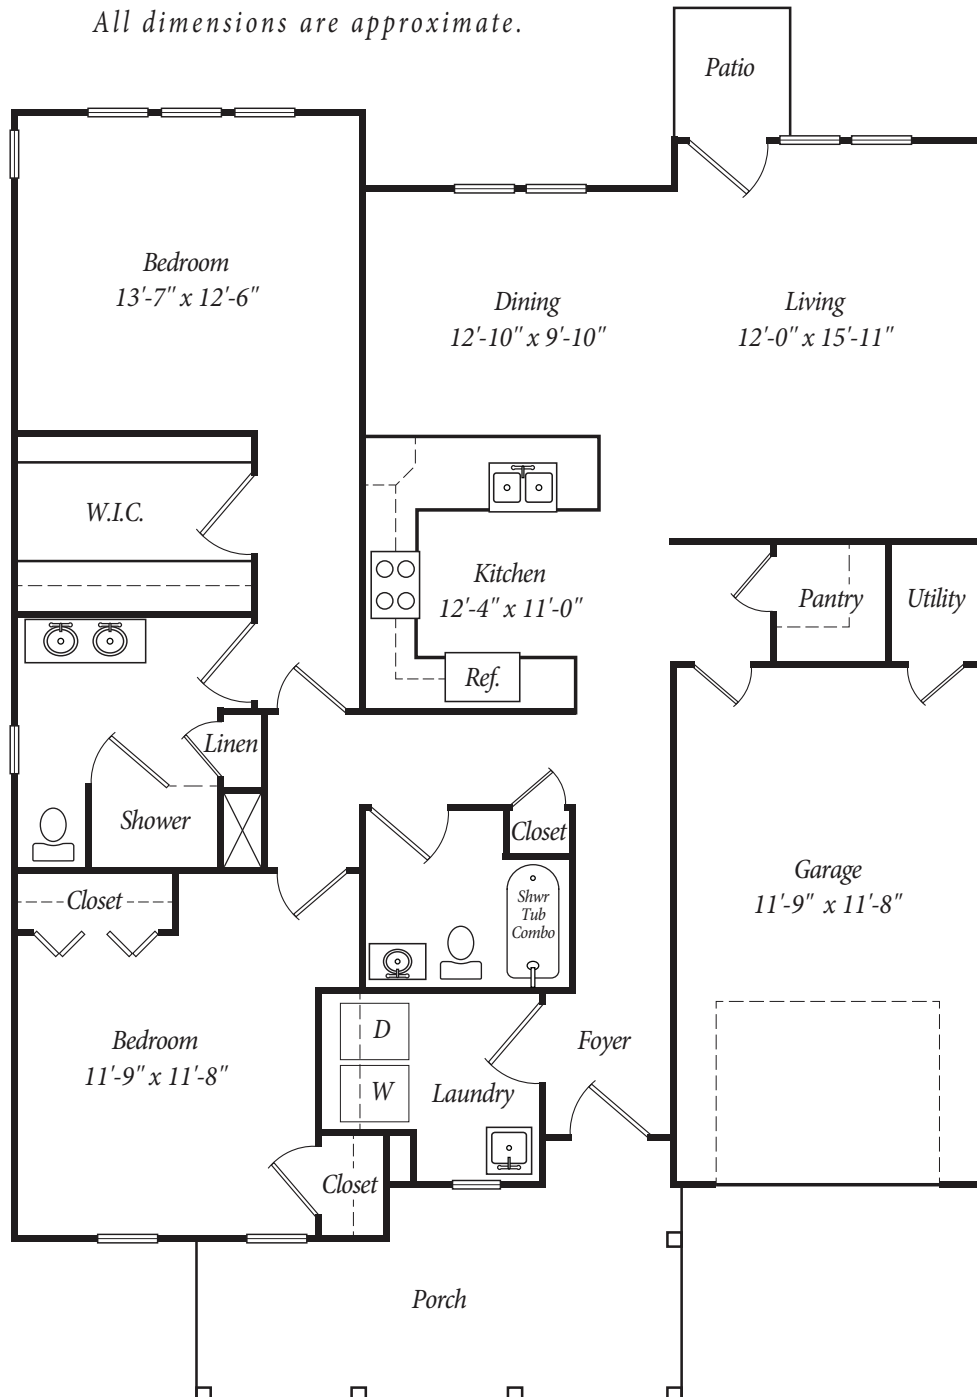 All dimensions are approximate.
Patio
Bedroom
13'-7" x 12'-6"
Dining
12'-10" x 9'-10"
Living
12'-0" x 15'-11"
W.I.C.
Kitchen
12'-4" x 11'-0"
Pantry
Utility
Ref.
Linen
Shower
Closet
Closet
Shwr
Tub
Combo
Garage
11'-9" x 11'-8"
Bedroom
11'-9" x 11'-8"
D
W
Laundry
Foyer
Closet
Porch